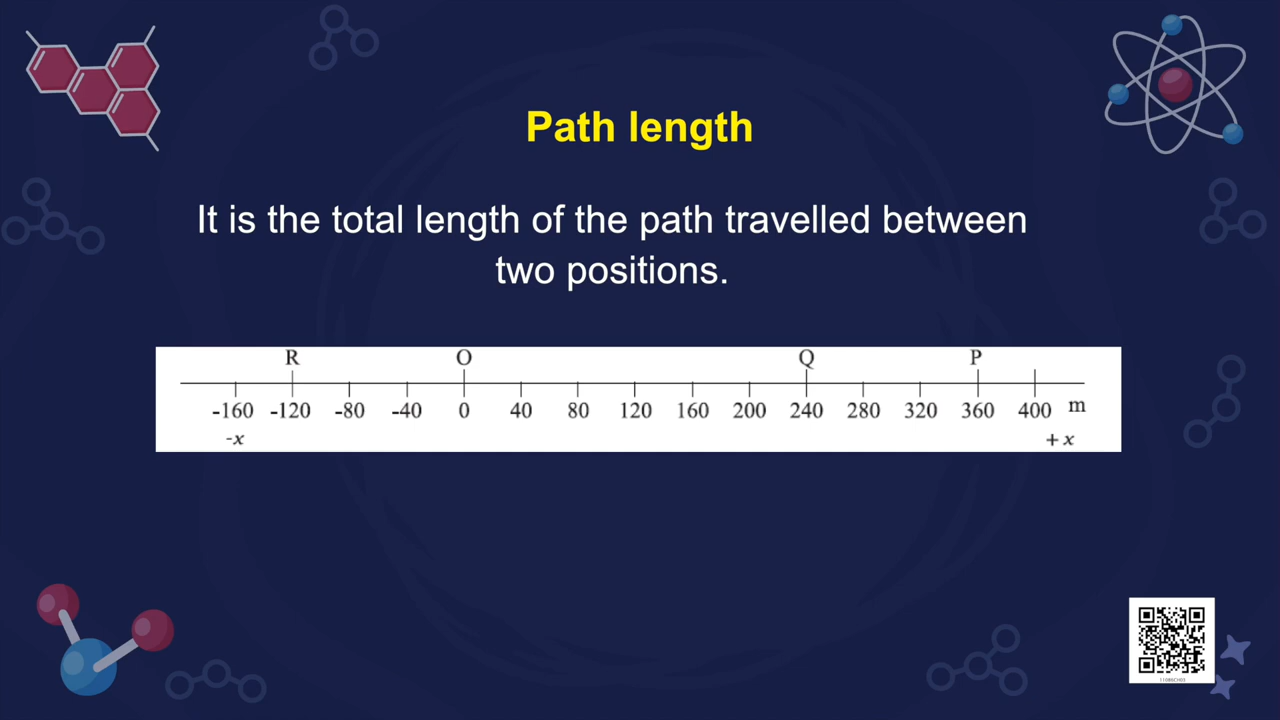 Path length
It is the total length of the path travelled between
two positions.
R O Q P
-160 -120 -80 -40 0 40 80 120 160 200 240 280 320 360 400 m
-x +x